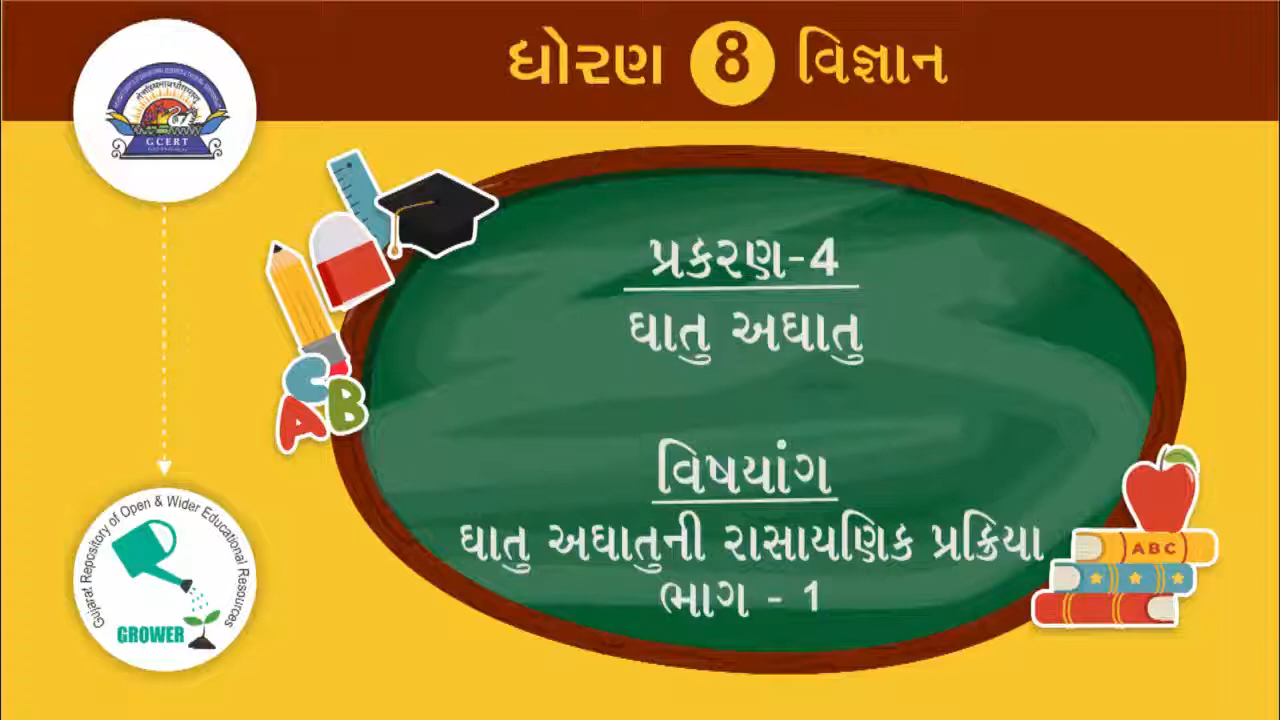 ધોરણ 8 વિજ્ઞાન
GCERT
પ્રકરણ-4
ધાતુ અધાતુ
વિષયાંગ
ધાતુ અધાતુની રાસાયણિક પ્રક્રિયા
ભાગ - 1
C
A B
ABC
Gujarat Repository of Open & Wider Educational Resources
GROWER